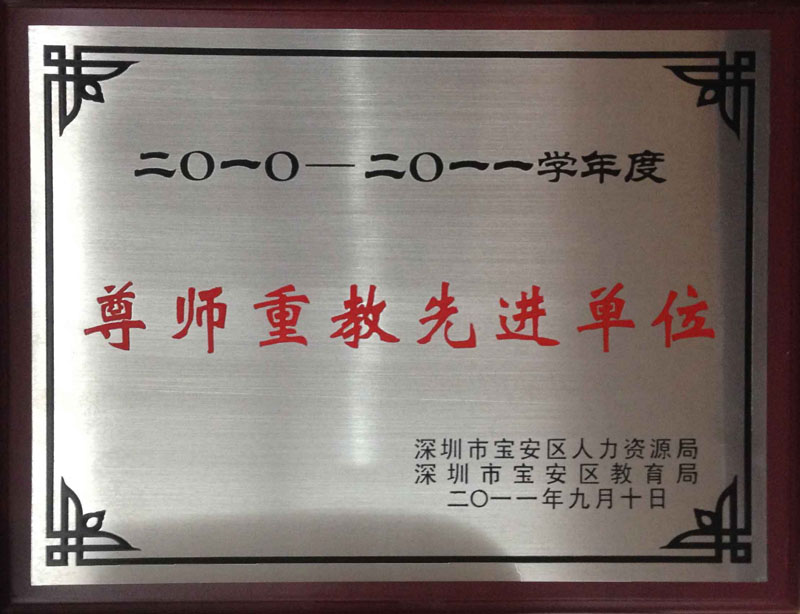 二〇一〇—二〇一一学年度
尊师重教先进单位
深圳市宝安区人力资源局
深圳市宝安区教育局
二〇一一年九月十日